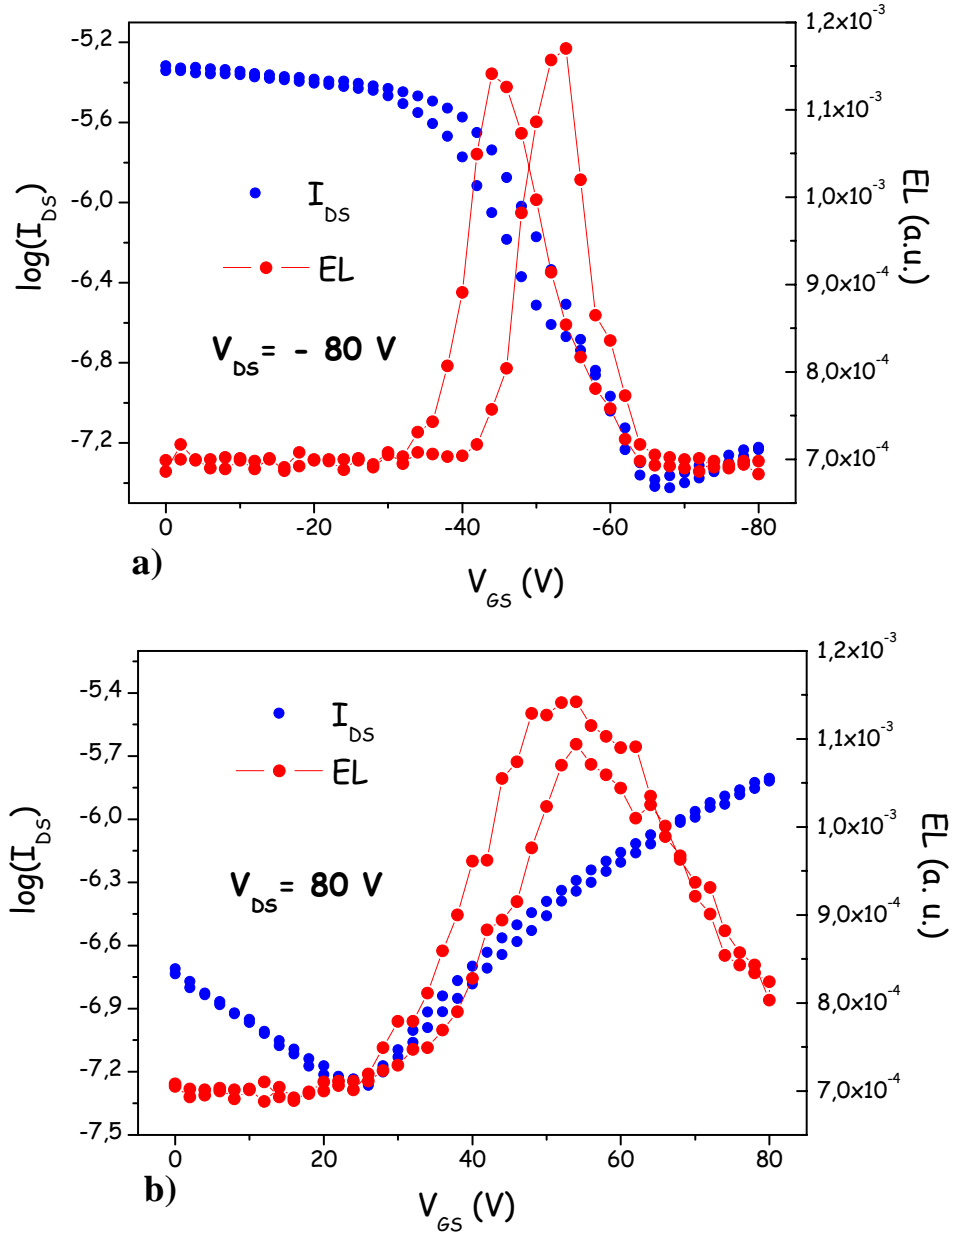 1,2x10⁻³
-5,2
1,1x10⁻³
-5,6
-6,0
1,0x10⁻³
log(I_DS)
I_DS
EL (a.u.)
EL
-6,4
9,0x10⁻⁴
V_DS= - 80 V
-6,8
8,0x10⁻⁴
-7,2
7,0x10⁻⁴
0 -20 -40 -60 -80
a)
V_GS (V)
1,2x10⁻³
-5,4
I_DS
-5,7
1,1x10⁻³
EL
-6,0
1,0x10⁻³
log(I_DS)
EL (a. u.)
V_DS= 80 V
-6,3
9,0x10⁻⁴
-6,6
-6,9
8,0x10⁻⁴
-7,2
7,0x10⁻⁴
-7,5
0 20 40 60 80
b)
V_GS (V)